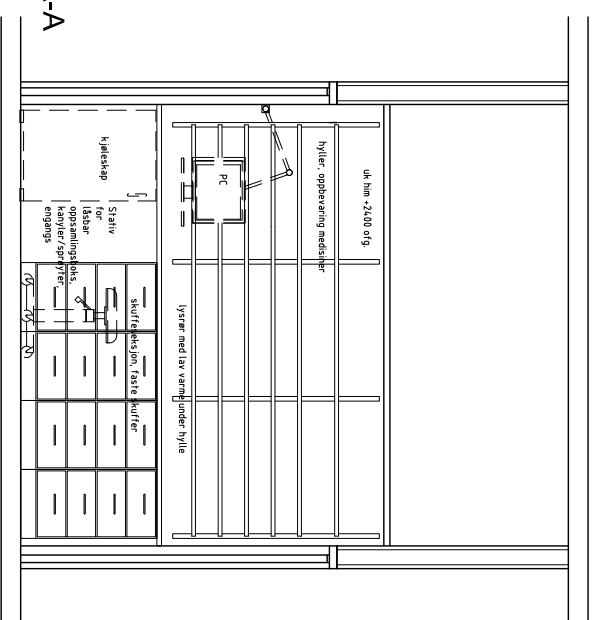 -A
uk him +2400 ofg.
hyller, oppbevaring medisiner
PC
lysrør med lav varme under hylle
kjøleskap
Stativ
for
låsbar
oppsamlingsboks,
kanyler/sprøyter,
engangs
skuffeseksjon, faste skuffer